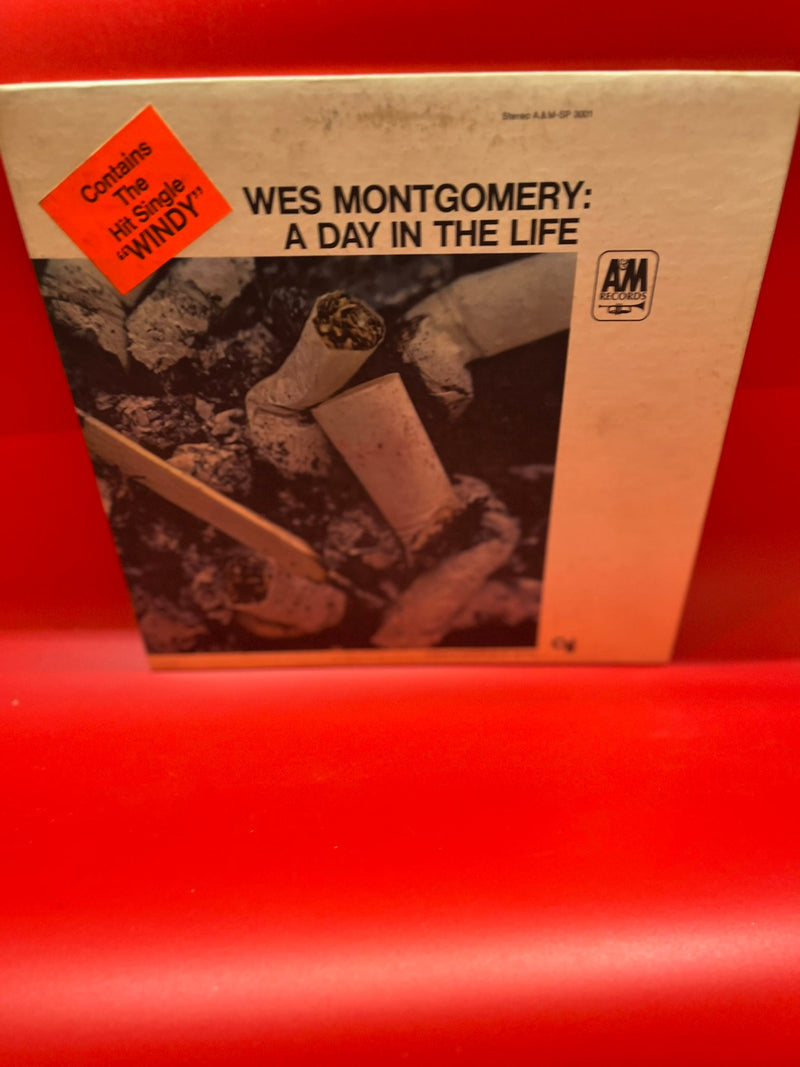 Stereo A&M-SP 3001
Contains
The
Hit Single
"WINDY"
WES MONTGOMERY:
A DAY IN THE LIFE
A&M
RECORDS